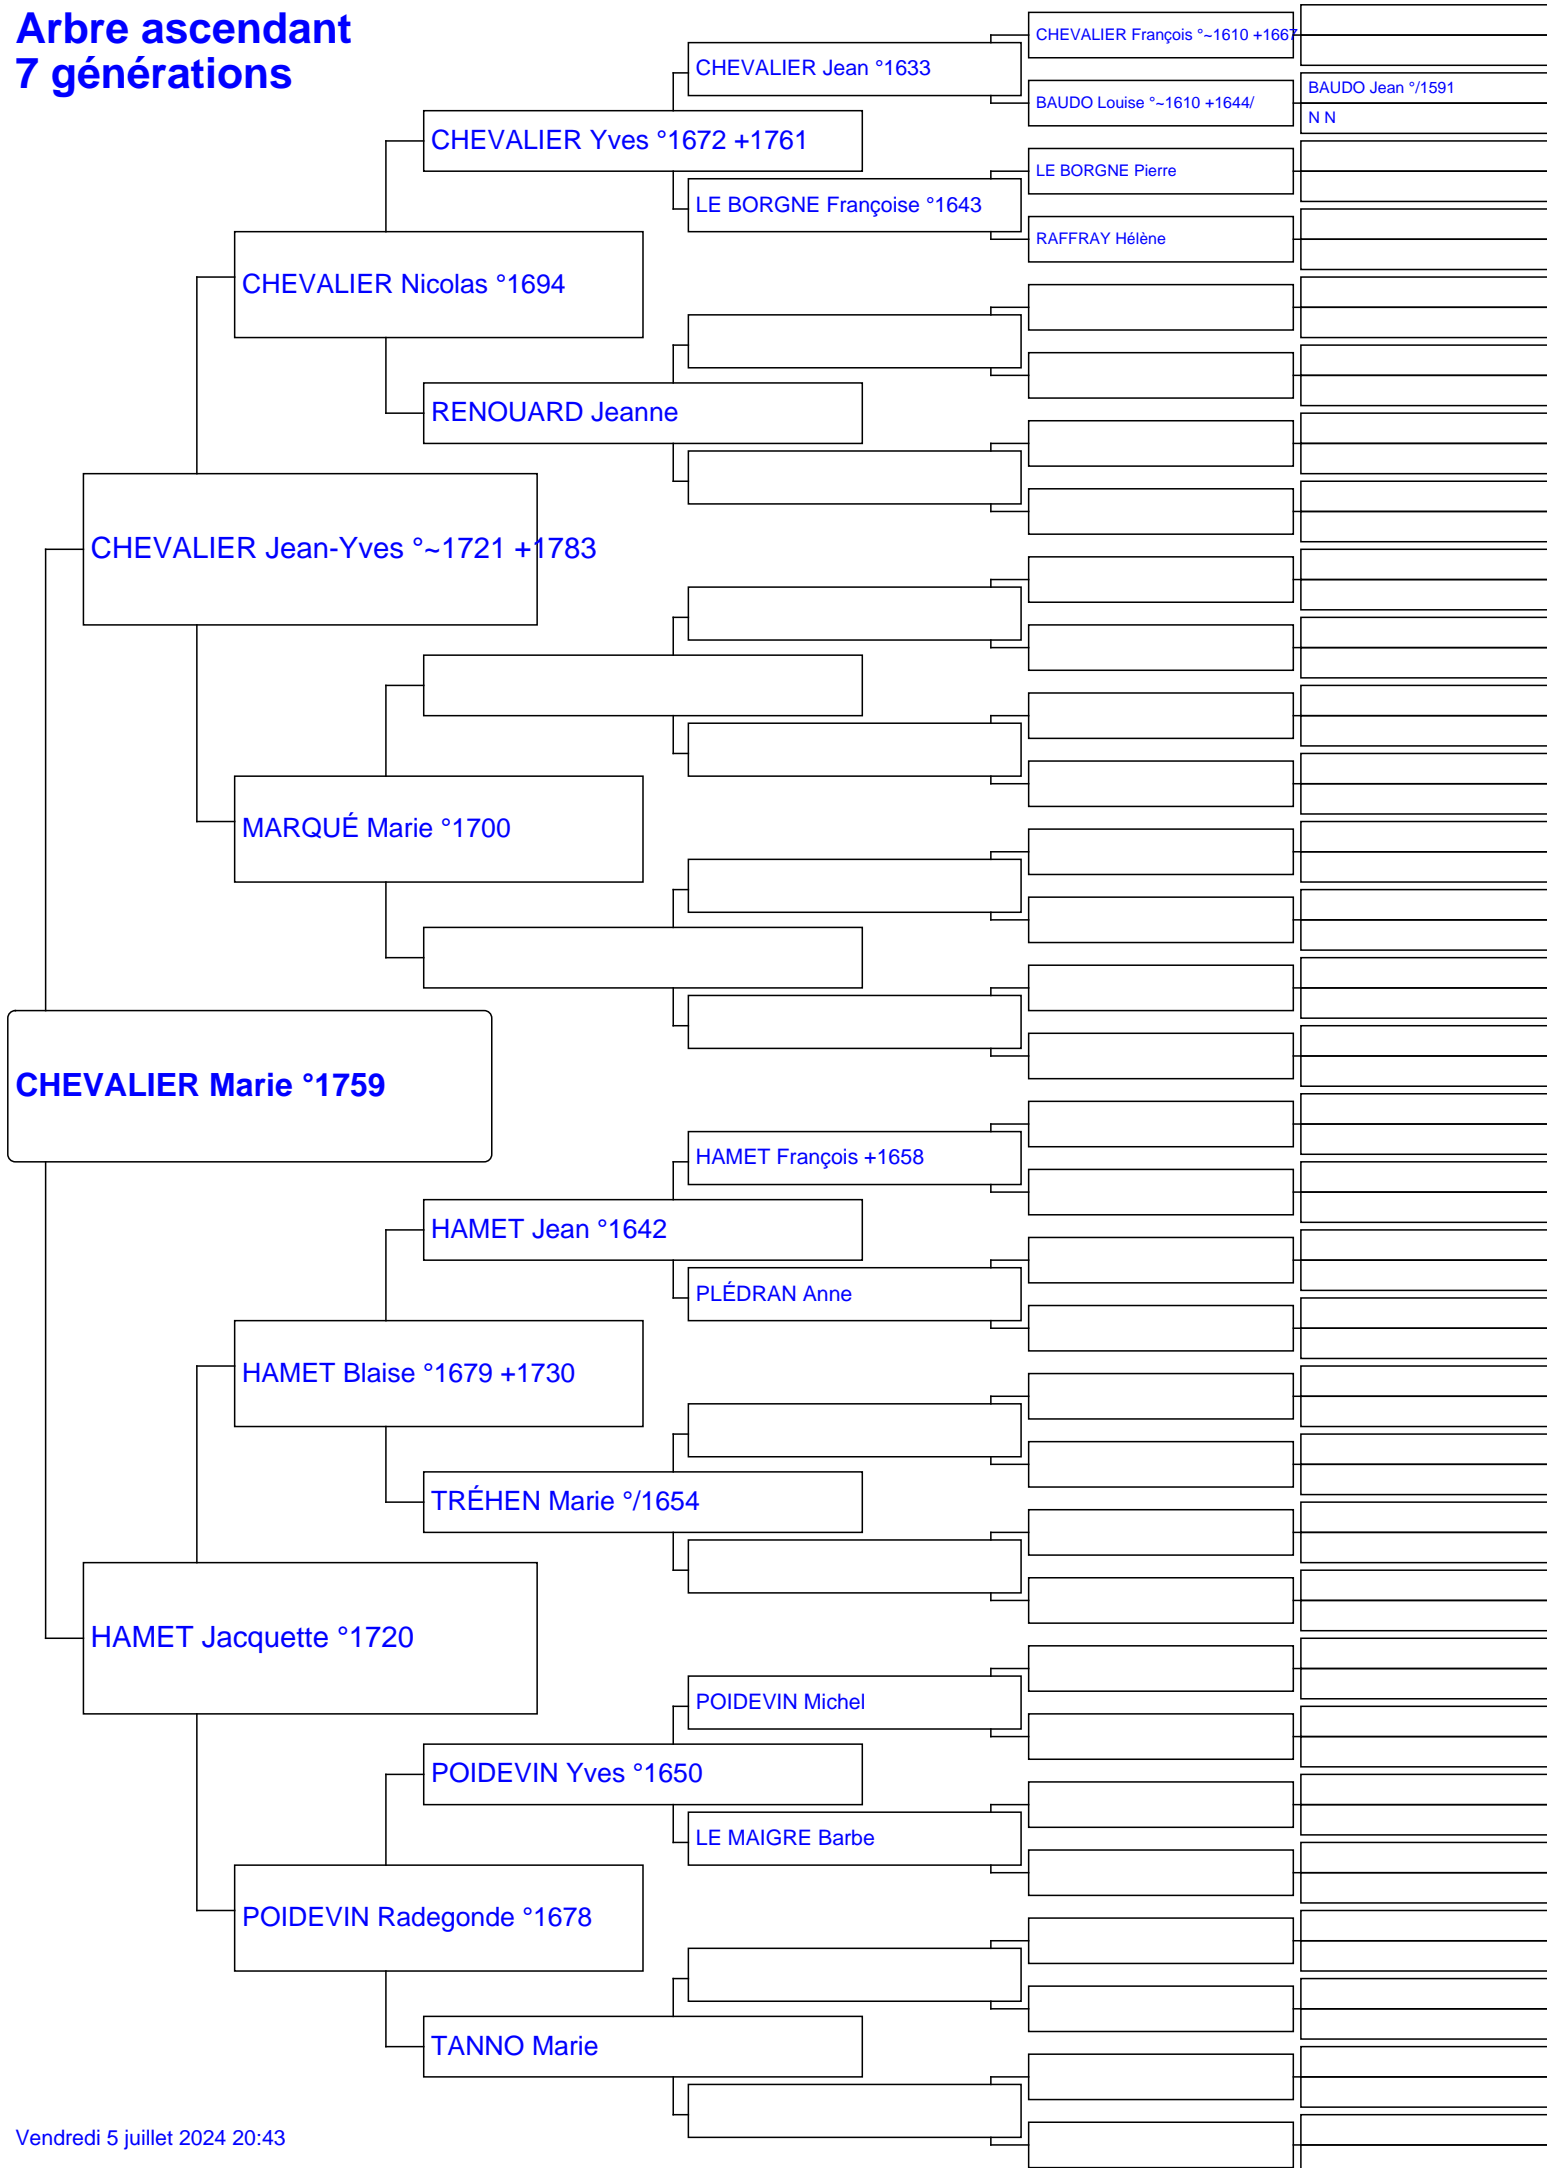 Arbre ascendant
7 générations
CHEVALIER François °~1610 +1667
BAUDO Jean °/1591
N N
CHEVALIER Jean °1633
BAUDO Louise °~1610 +1644/
CHEVALIER Yves °1672 +1761
LE BORGNE Pierre
LE BORGNE Françoise °1643
RAFFRAY Hélène
CHEVALIER Nicolas °1694
RENOUARD Jeanne
CHEVALIER Jean-Yves °~1721 +1783
MARQUÉ Marie °1700
CHEVALIER Marie °1759
HAMET François +1658
HAMET Jean °1642
PLÉDRAN Anne
HAMET Blaise °1679 +1730
TRÉHEN Marie °/1654
HAMET Jacquette °1720
POIDEVIN Michel
POIDEVIN Yves °1650
LE MAIGRE Barbe
POIDEVIN Radegonde °1678
TANNO Marie
Vendredi 5 juillet 2024 20:43